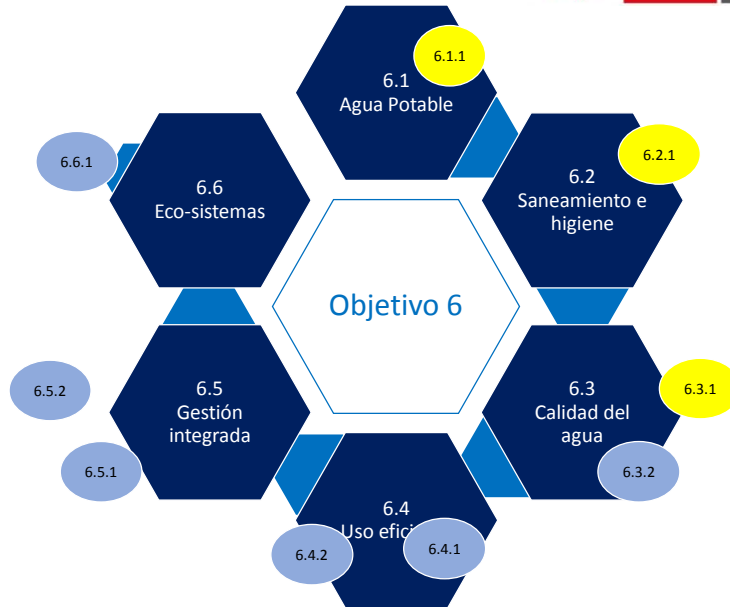 6.1.1
6.1
Agua Potable
6.2.1
6.2
Saneamiento e
higiene
6.6.1
6.6
Eco-sistemas
Objetivo 6
6.5.2
6.5
Gestión
integrada
6.5.1
6.3.1
6.3
Calidad del
agua
6.3.2
6.4
Uso
6.4.2
6.4.1